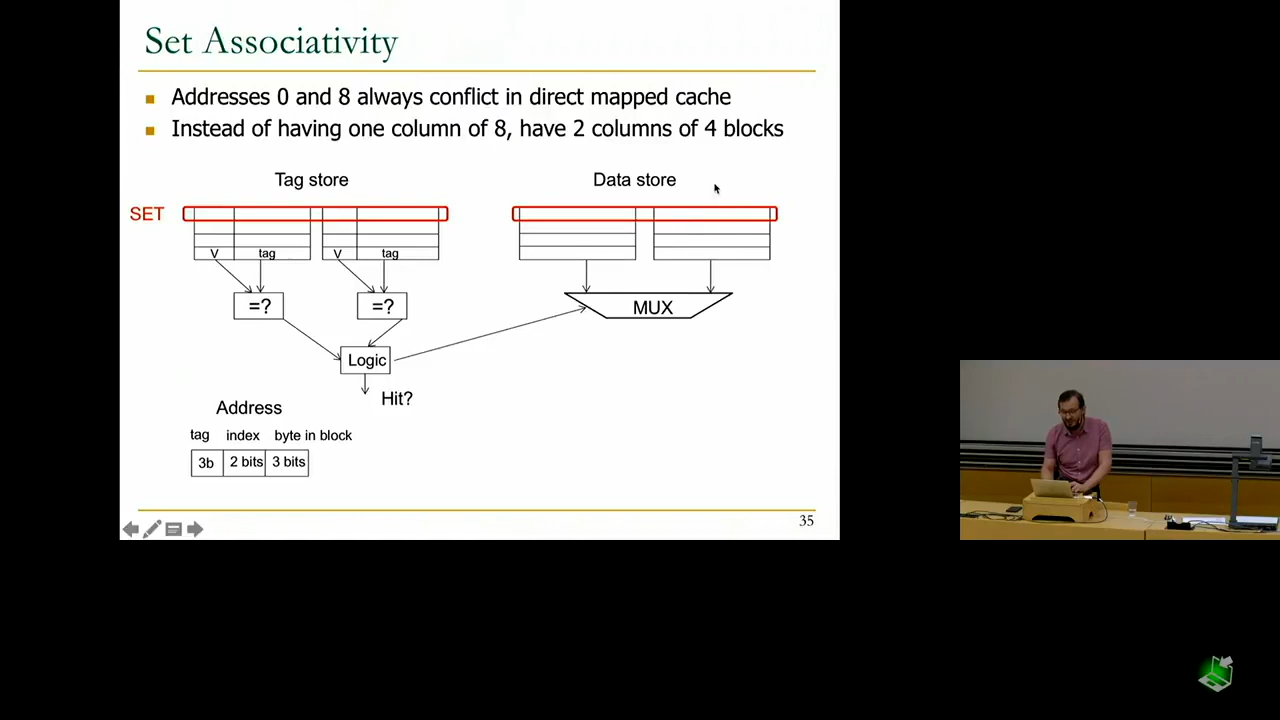 Set Associativity
Addresses 0 and 8 always conflict in direct mapped cache
Instead of having one column of 8, have 2 columns of 4 blocks
Tag store
Data store
SET
V tag V tag
=? =?
MUX
Logic
Hit?
Address
tag index byte in block
3b 2 bits 3 bits
35